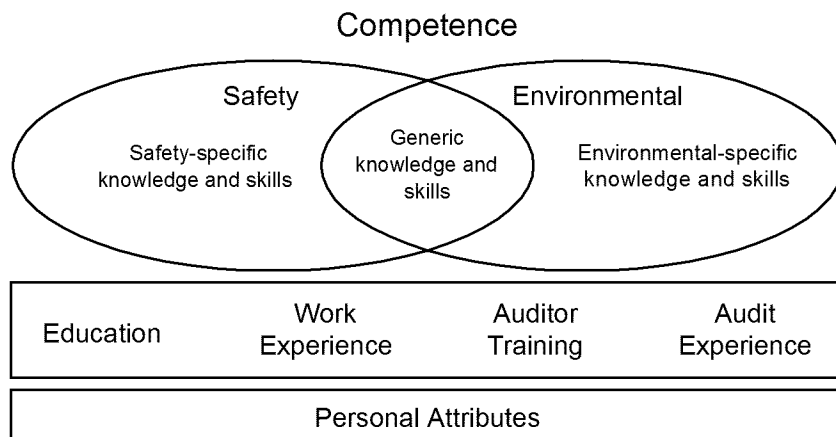 Competence
Safety
Environmental
Safety-specific
knowledge and skills
Generic
knowledge and
skills
Environmental-specific
knowledge and skills
Education
Work
Experience
Auditor
Training
Audit
Experience
Personal Attributes